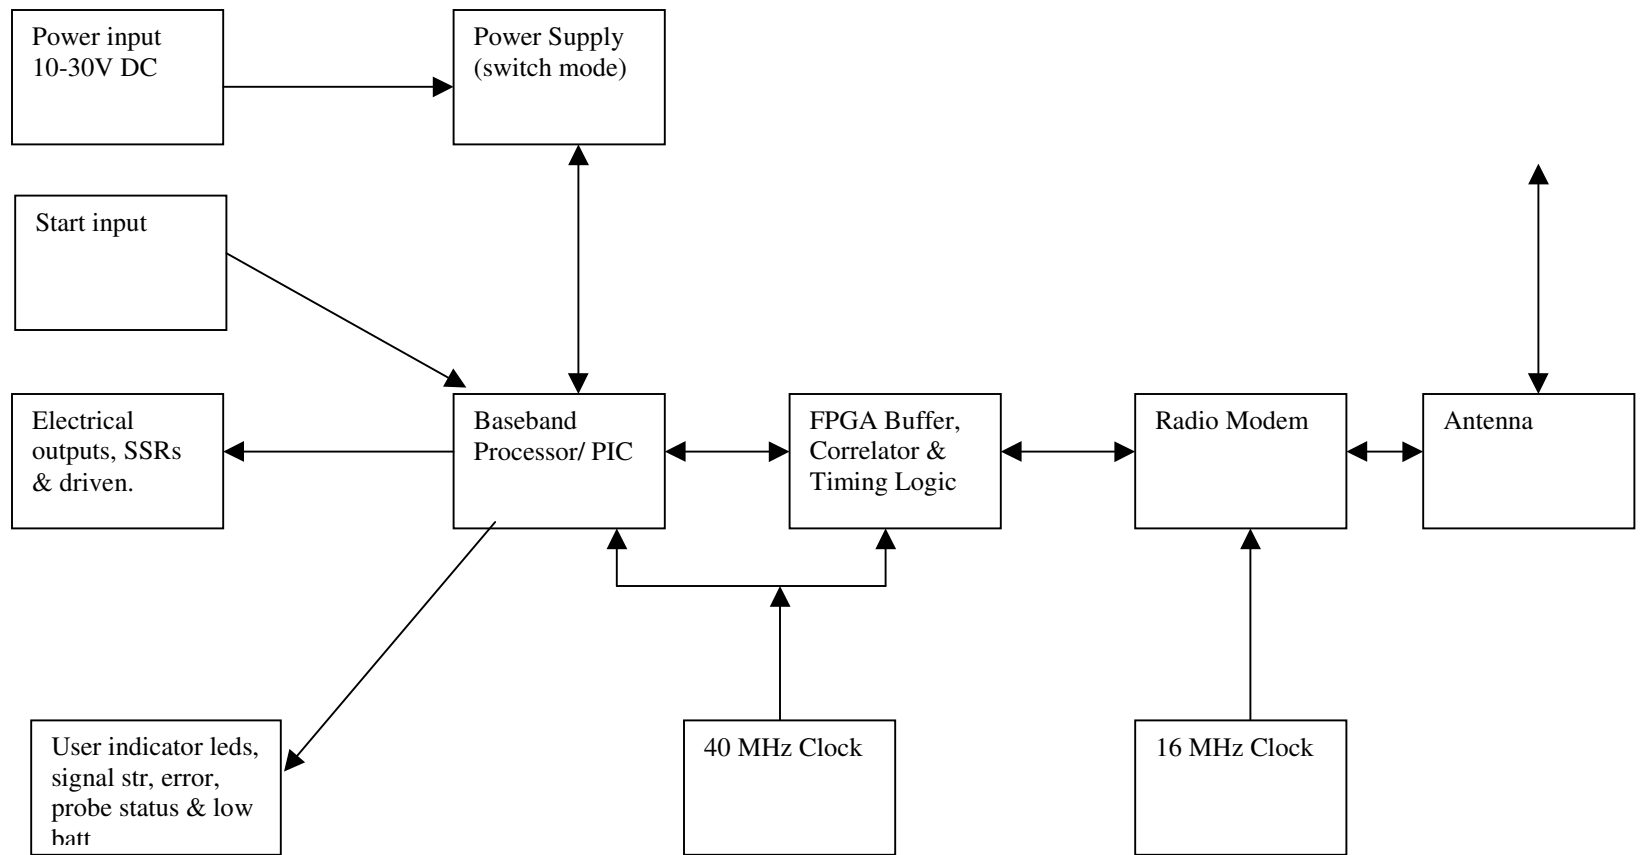 Power input
10-30V DC
Power Supply
(switch mode)
Start input
Electrical
outputs, SSRs
& driven.
Baseband
Processor/ PIC
FPGA Buffer,
Correlator &
Timing Logic
Radio Modem
Antenna
User indicator leds,
signal str, error,
probe status & low
batt
40 MHz Clock
16 MHz Clock